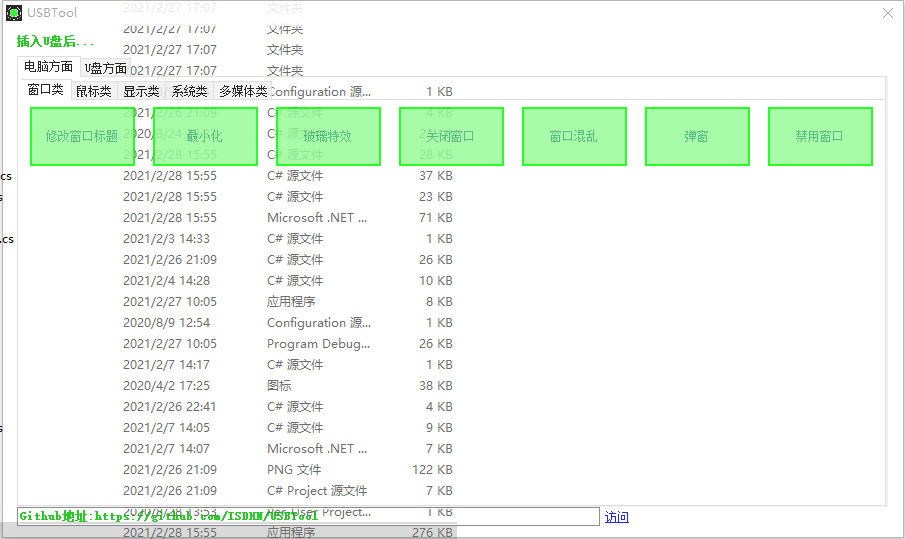 USBTool
2021/2/27 17:07 文件夹
插入U盘后...
2021/2/27 17:07 文件夹
2021/2/27 17:07 文件夹
电脑方面 U盘方面 2021/2/27 17:07 文件夹
窗口类 鼠标类 显示类 系统类 多媒体类 Configuration 源... 1 KB
2021/2/26 21:09 C# 源文件 4 KB
修改窗口标题 最小化 玻璃特效 关闭窗口 窗口混乱 弹窗 禁用窗口
2021/2/28 15:55 C# 源文件 28 KB
cs 2021/2/28 15:55 C# 源文件 37 KB
s 2021/2/28 15:55 C# 源文件 23 KB
2021/2/28 15:55 Microsoft .NET ... 71 KB
.cs 2021/2/3 14:33 C# 源文件 1 KB
2021/2/26 21:09 C# 源文件 26 KB
2021/2/4 14:28 C# 源文件 10 KB
2021/2/27 10:05 应用程序 8 KB
2020/8/9 12:54 Configuration 源... 1 KB
2021/2/27 10:05 Program Debug... 26 KB
2021/2/7 14:17 C# 源文件 1 KB
2020/4/2 17:25 图标 38 KB
2021/2/26 22:41 C# 源文件 4 KB
s 2021/2/7 14:05 C# 源文件 9 KB
2021/2/7 14:07 Microsoft .NET ... 7 KB
2021/2/26 21:09 PNG 文件 122 KB
2021/2/26 21:09 C# Project 源文件 7 KB
2020/8/28 13:53 Per-User Project... 1 KB
Github地址:https://github.com/ISDHN/USBTool 访问
2021/2/28 15:55 应用程序 276 KB